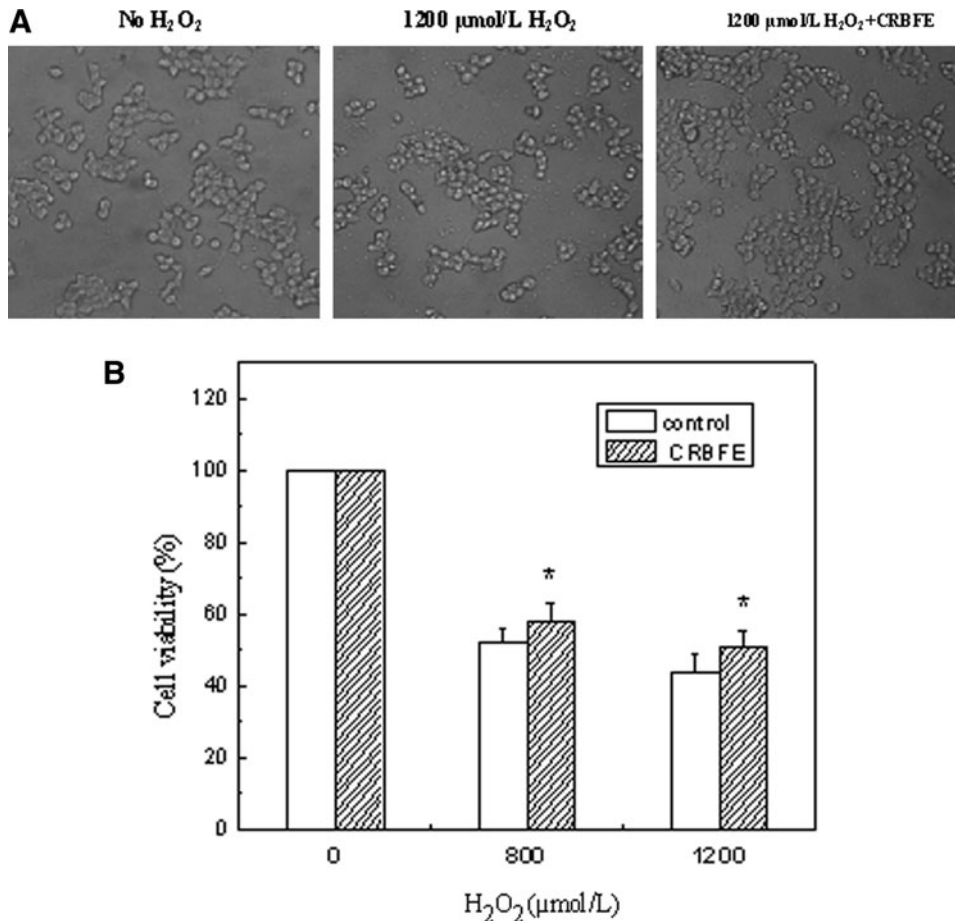 A
No H₂O₂
1200 μmol/L H₂O₂
1200 μmol/L H₂O₂+CRBFE
B
120
100
80
60
40
20
0
Cell viability (%)
control
CRBFE
*
*
0
800
1200
H₂O₂(μmol/L)